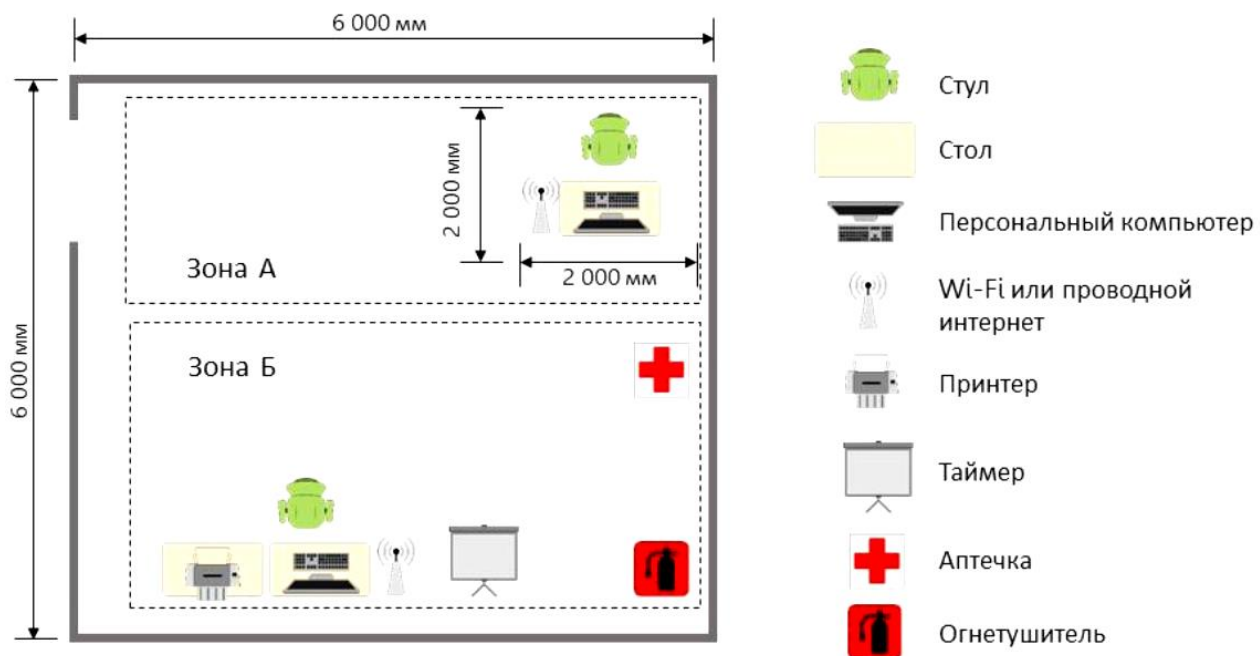 6 000 мм
6 000 мм
2 000 мм
2 000 мм
Зона А
Зона Б
Стул
Стол
Персональный компьютер
Wi-Fi или проводной
интернет
Принтер
Таймер
Аптечка
Огнетушитель